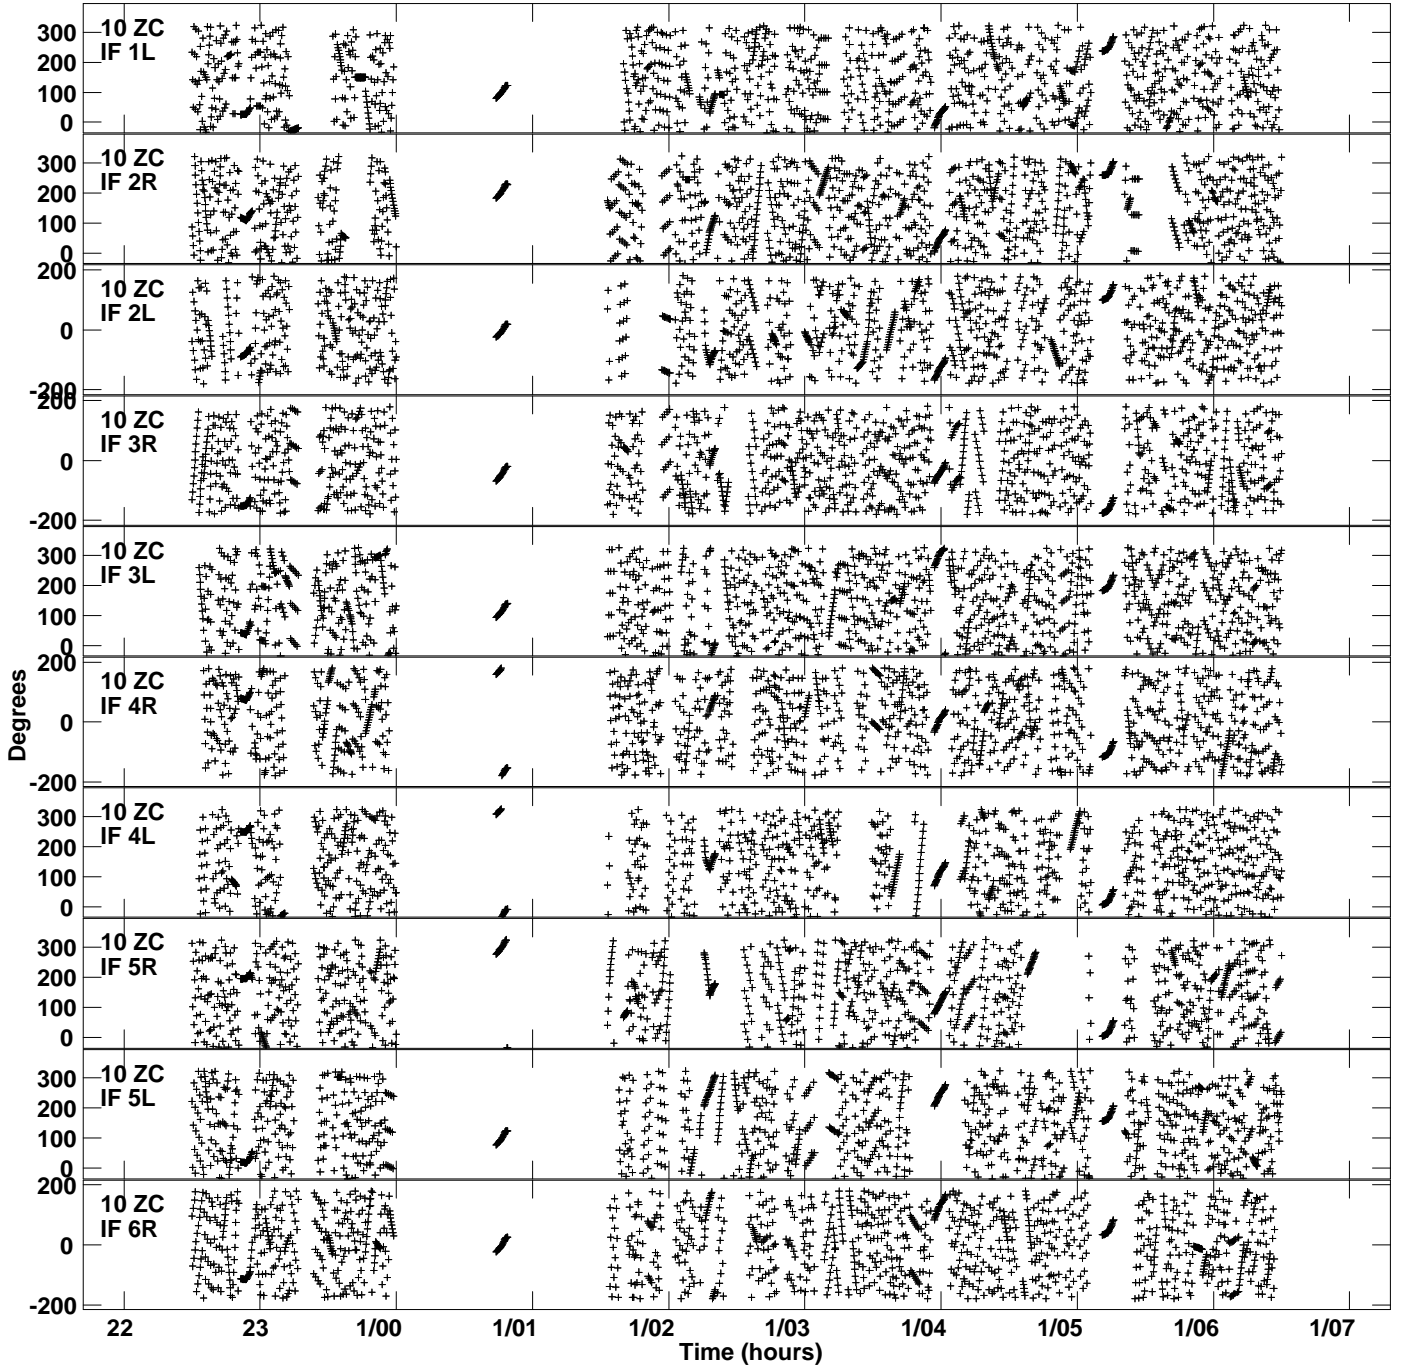 10 ZC
IF 1L
300
200
100
0
10 ZC
IF 2R
300
200
100
0
10 ZC
IF 2L
200
0
-200
10 ZC
IF 3R
200
0
-200
10 ZC
IF 3L
300
200
100
0
10 ZC
IF 4R
200
0
-200
10 ZC
IF 4L
300
200
100
0
10 ZC
IF 5R
300
200
100
0
10 ZC
IF 5L
300
200
100
0
10 ZC
IF 6R
200
0
-200
Degrees
22 23 1/00 1/01 1/02 1/03 1/04 1/05 1/06 1/07
Time (hours)